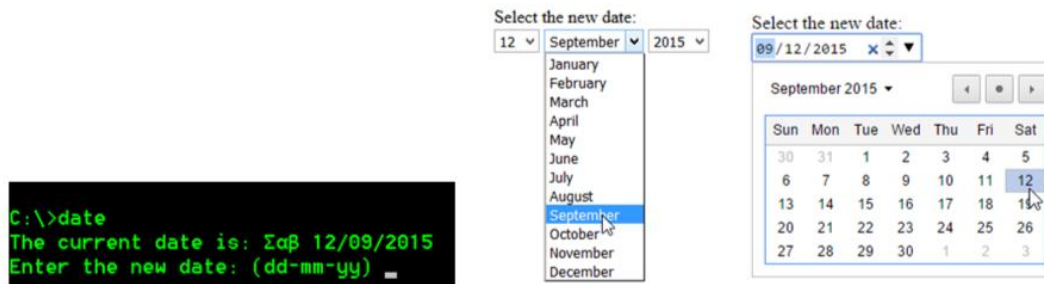 C:\>date
The current date is: Σαβ 12/09/2015
Enter the new date: (dd-mm-yy)
Select the new date:
12 September 2015
January
February
March
April
May
June
July
August
September
October
November
December
Select the new date:
09/12/2015
September 2015
Sun Mon Tue Wed Thu Fri Sat
30 31 1 2 3 4 5
6 7 8 9 10 11 12
13 14 15 16 17 18 19
20 21 22 23 24 25 26
27 28 29 30 1 2 3